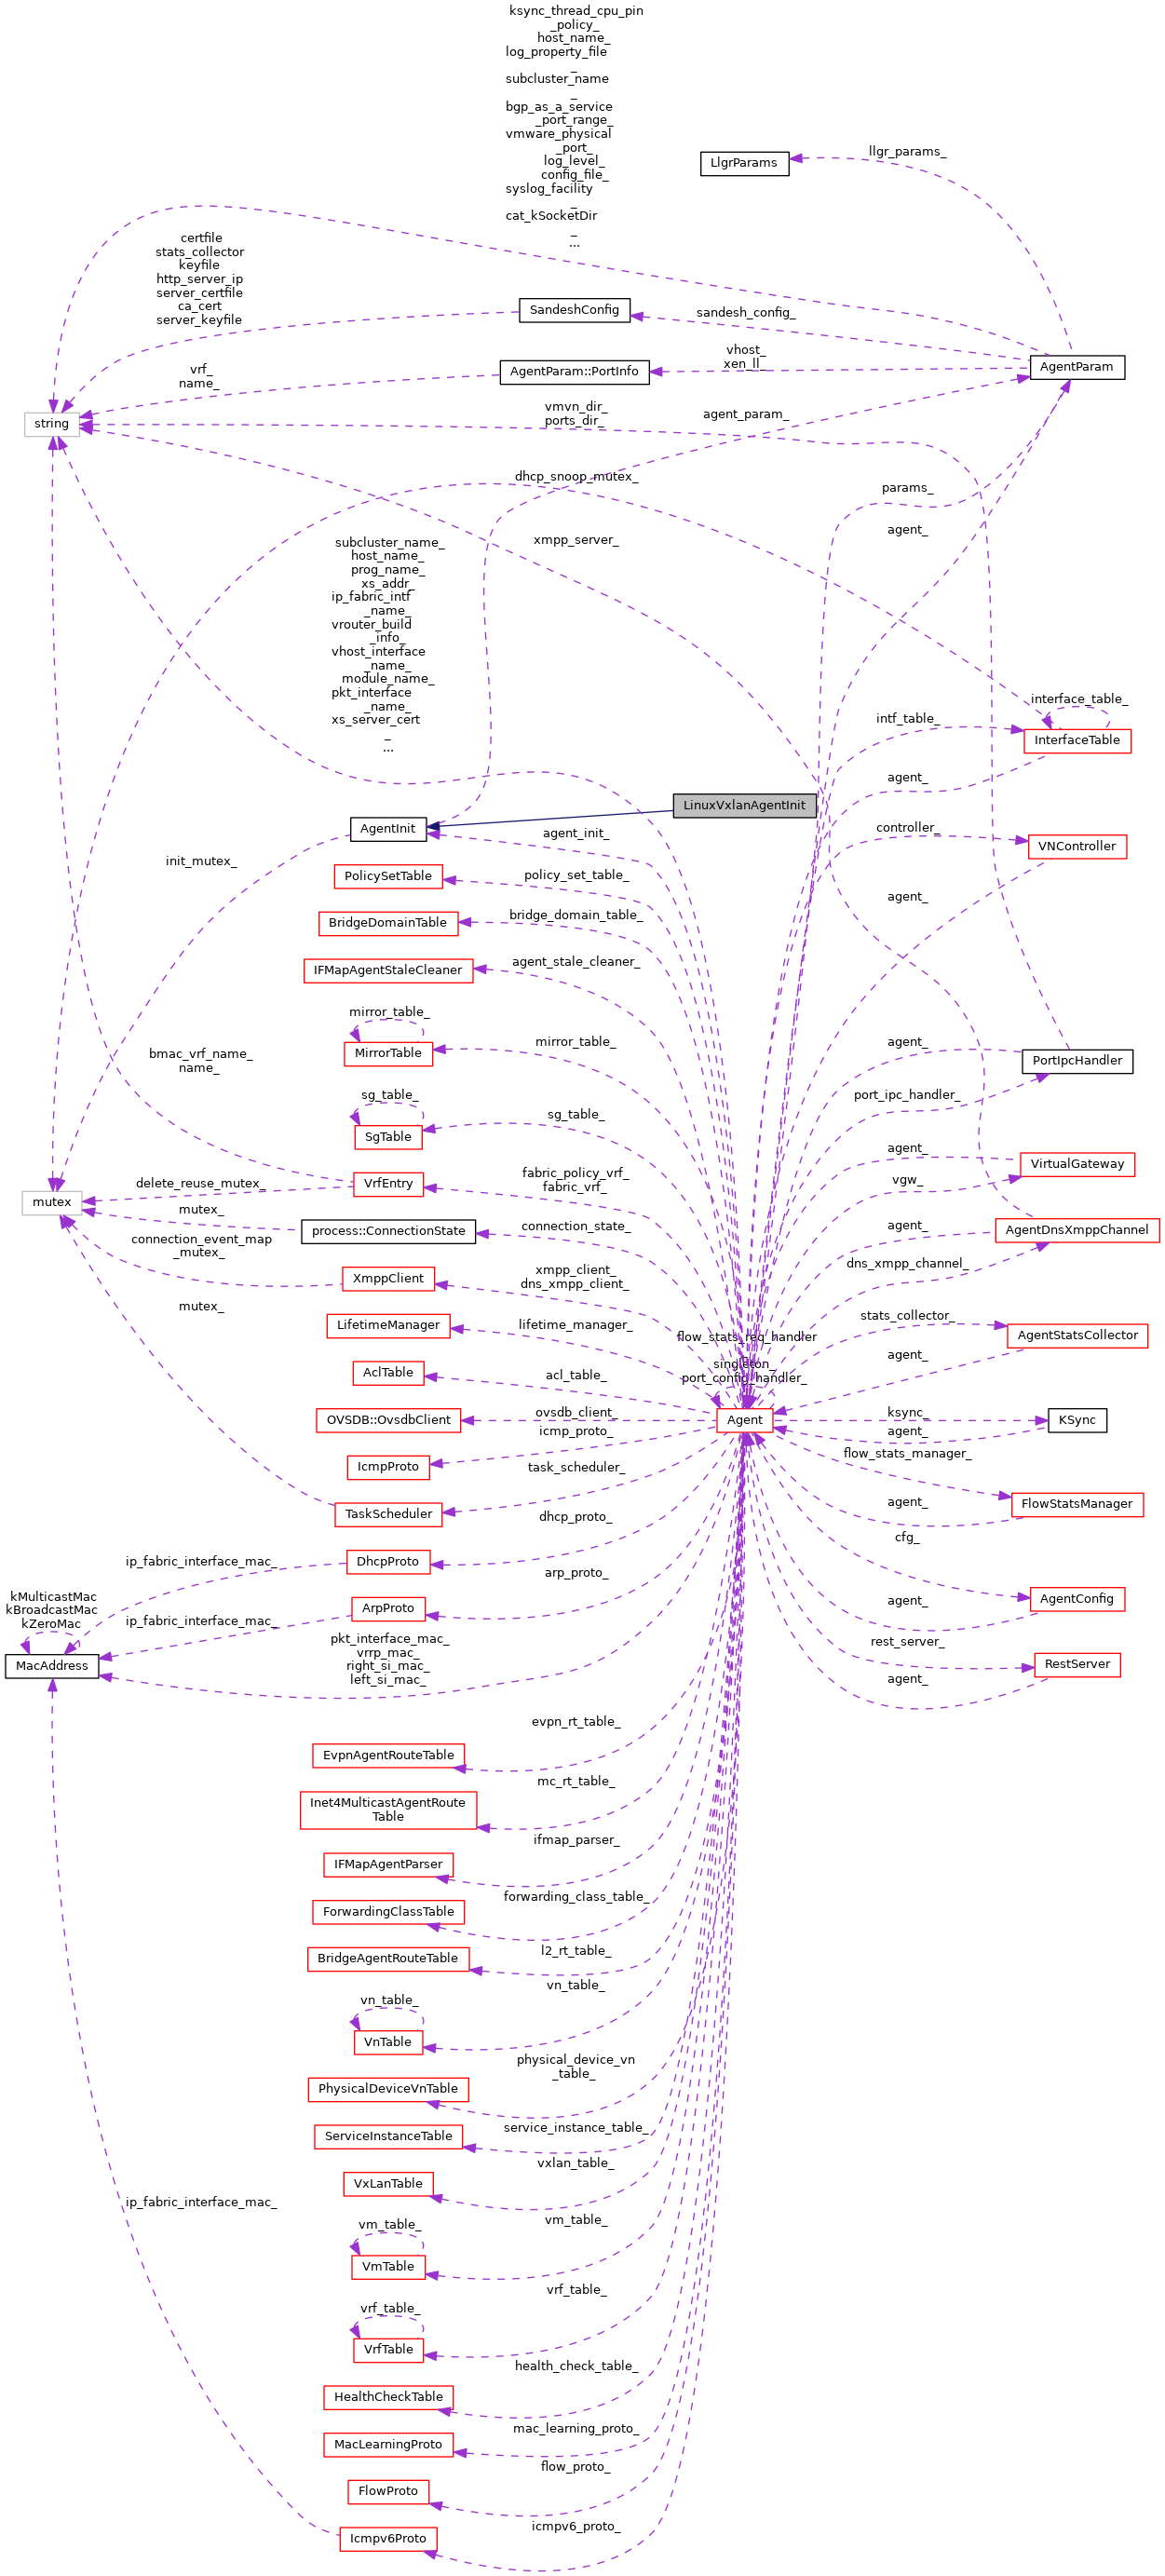 ksync_thread_cpu_pin
_policy_
host_name_
log_property_file
_
subcluster_name
_
bgp_as_a_service
_port_range_
vmware_physical
_port_
log_level_
config_file_
syslog_facility
_
cat_kSocketDir
_
...
LlgrParams
llgr_params_
certfile
stats_collector
keyfile
http_server_ip
server_certfile
ca_cert
server_keyfile
SandeshConfig
sandesh_config_
vrf_
name_
AgentParam::PortInfo
vhost_
xen_ll_
AgentParam
string
vmvn_dir_
ports_dir_
agent_param_
dhcp_snoop_mutex_
params_
xmpp_server_
agent_
subcluster_name_
host_name_
prog_name_
xs_addr_
ip_fabric_intf
_name_
vrouter_build
_info_
vhost_interface
_name_
module_name_
pkt_interface
_name_
xs_server_cert
_
...
interface_table_
intf_table_
InterfaceTable
agent_
LinuxVxlanAgentInit
AgentInit
agent_init_
controller_
VNController
init_mutex_
PolicySetTable
policy_set_table_
agent_
BridgeDomainTable
bridge_domain_table_
IFMapAgentStaleCleaner
agent_stale_cleaner_
mirror_table_
MirrorTable
mirror_table_
agent_
PortIpcHandler
bmac_vrf_name_
name_
port_ipc_handler_
sg_table_
SgTable
sg_table_
agent_
VirtualGateway
vgw_
delete_reuse_mutex_
VrfEntry
fabric_policy_vrf_
fabric_vrf_
mutex
mutex_
process::ConnectionState
connection_state_
agent_
AgentDnsXmppChannel
connection_event_map
_mutex_
XmppClient
xmpp_client_
dns_xmpp_client_
dns_xmpp_channel_
mutex_
LifetimeManager
lifetime_manager_
stats_collector_
AgentStatsCollector
flow_stats_req_handler
_
singleton_
port_config_handler_
agent_
AclTable
acl_table_
OVSDB::OvsdbClient
ovsdb_client_
Agent
ksync_
KSync
agent_
IcmpProto
icmp_proto_
flow_stats_manager_
TaskScheduler
task_scheduler_
agent_
FlowStatsManager
DhcpProto
dhcp_proto_
cfg_
ip_fabric_interface_mac_
kMulticastMac
kBroadcastMac
kZeroMac
ArpProto
arp_proto_
agent_
AgentConfig
ip_fabric_interface_mac_
MacAddress
pkt_interface_mac_
vrrp_mac_
right_si_mac_
left_si_mac_
rest_server_
RestServer
agent_
EvpnAgentRouteTable
evpn_rt_table_
Inet4MulticastAgentRoute
Table
mc_rt_table_
IFMapAgentParser
ifmap_parser_
ForwardingClassTable
forwarding_class_table_
BridgeAgentRouteTable
l2_rt_table_
vn_table_
VnTable
vn_table_
PhysicalDeviceVnTable
physical_device_vn
_table_
ServiceInstanceTable
service_instance_table_
VxLanTable
vxlan_table_
ip_fabric_interface_mac_
vm_table_
VmTable
vm_table_
vrf_table_
VrfTable
vrf_table_
HealthCheckTable
health_check_table_
MacLearningProto
mac_learning_proto_
FlowProto
flow_proto_
Icmpv6Proto
icmpv6_proto_